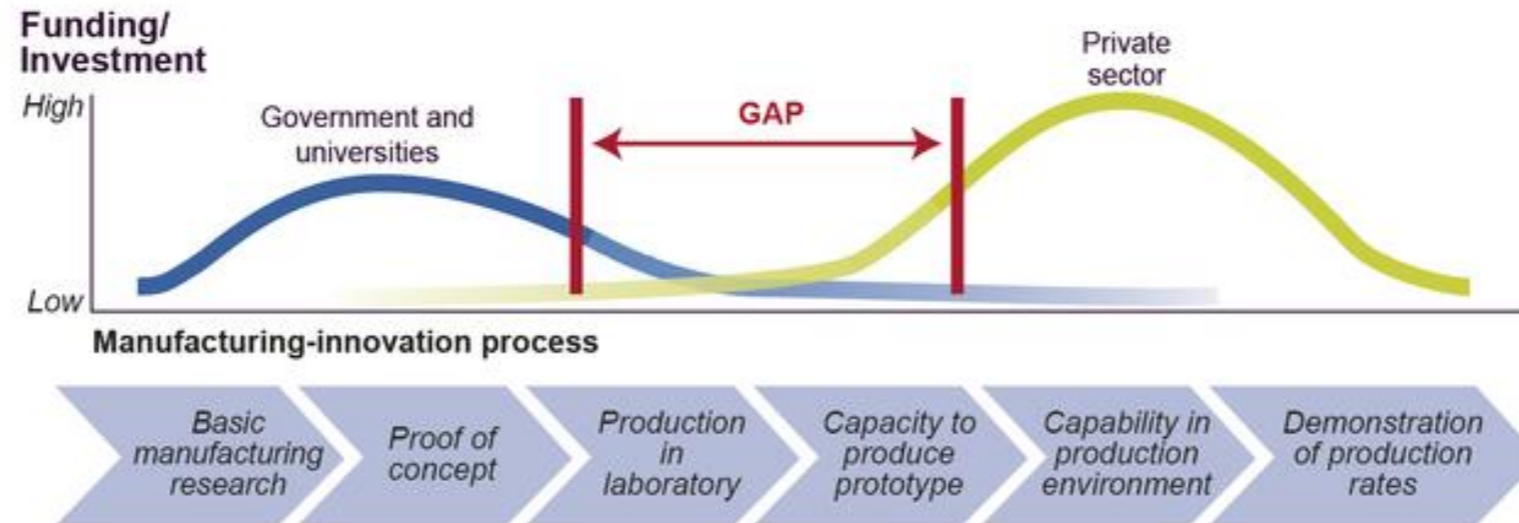 Funding/
Investment
High
Government and
universities
GAP
Private
sector
Low
Manufacturing-innovation process
Basic
manufacturing
research
Proof of
concept
Production
in
laboratory
Capacity to
produce
prototype
Capability in
production
environment
Demonstration
of production
rates